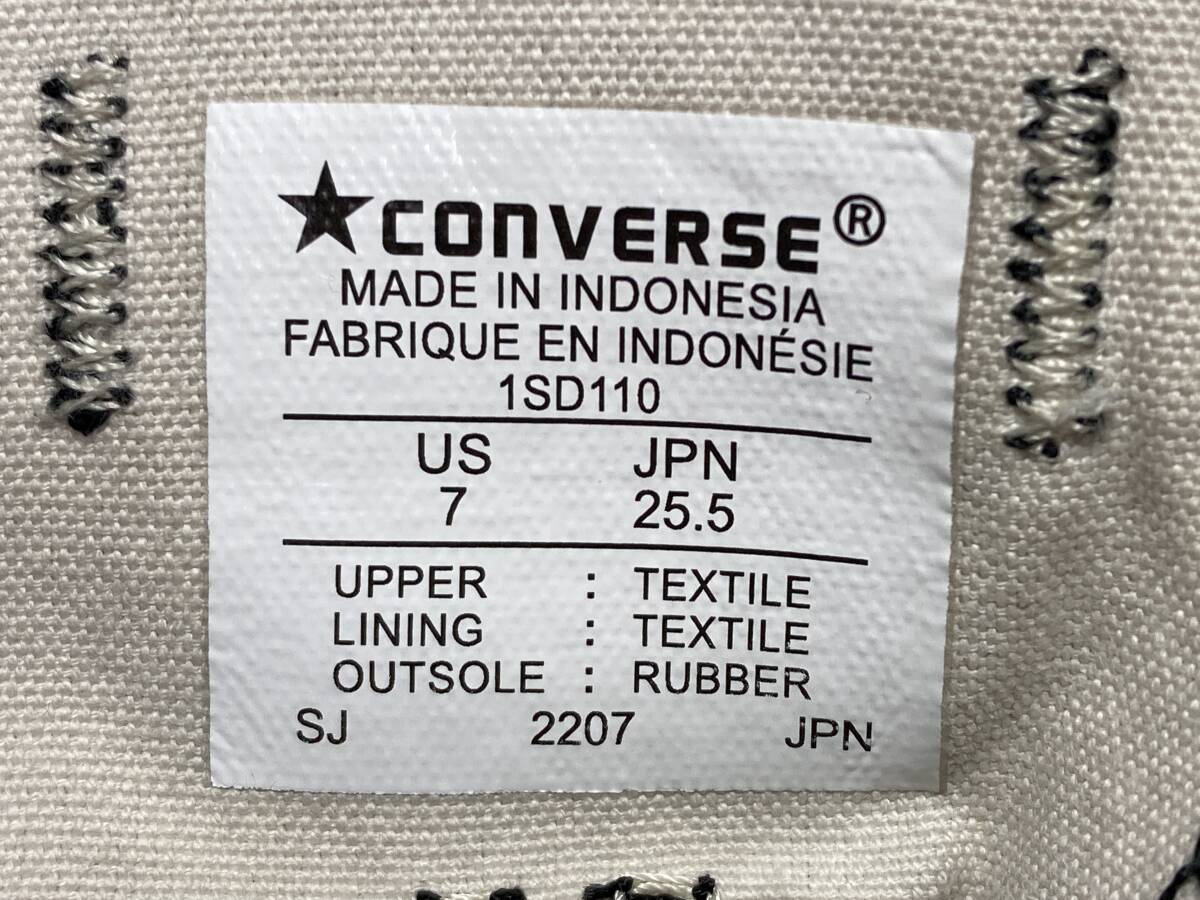 CONVERSE®
MADE IN INDONESIA
FABRIQUE EN INDONÉSIE
1SD110
US JPN
7 25.5
UPPER : TEXTILE
LINING : TEXTILE
OUTSOLE : RUBBER
SJ 2207 JPN